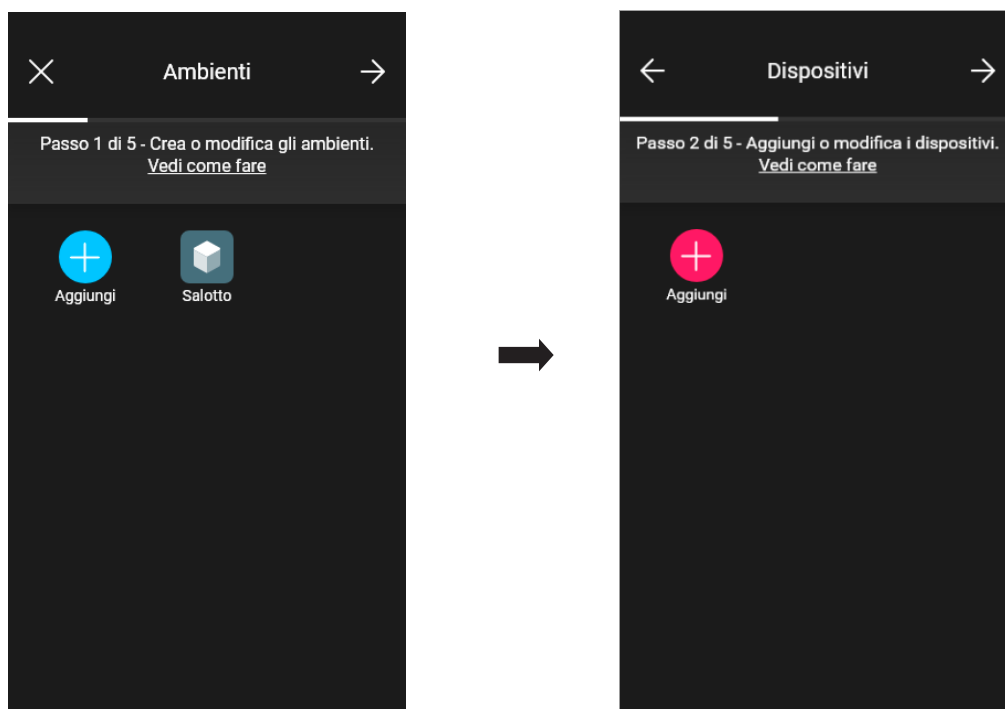 Ambienti
Passo 1 di 5 - Crea o modifica gli ambienti.
Vedi come fare
Aggiungi
Salotto
Dispositivi
Passo 2 di 5 - Aggiungi o modifica i dispositivi.
Vedi come fare
Aggiungi